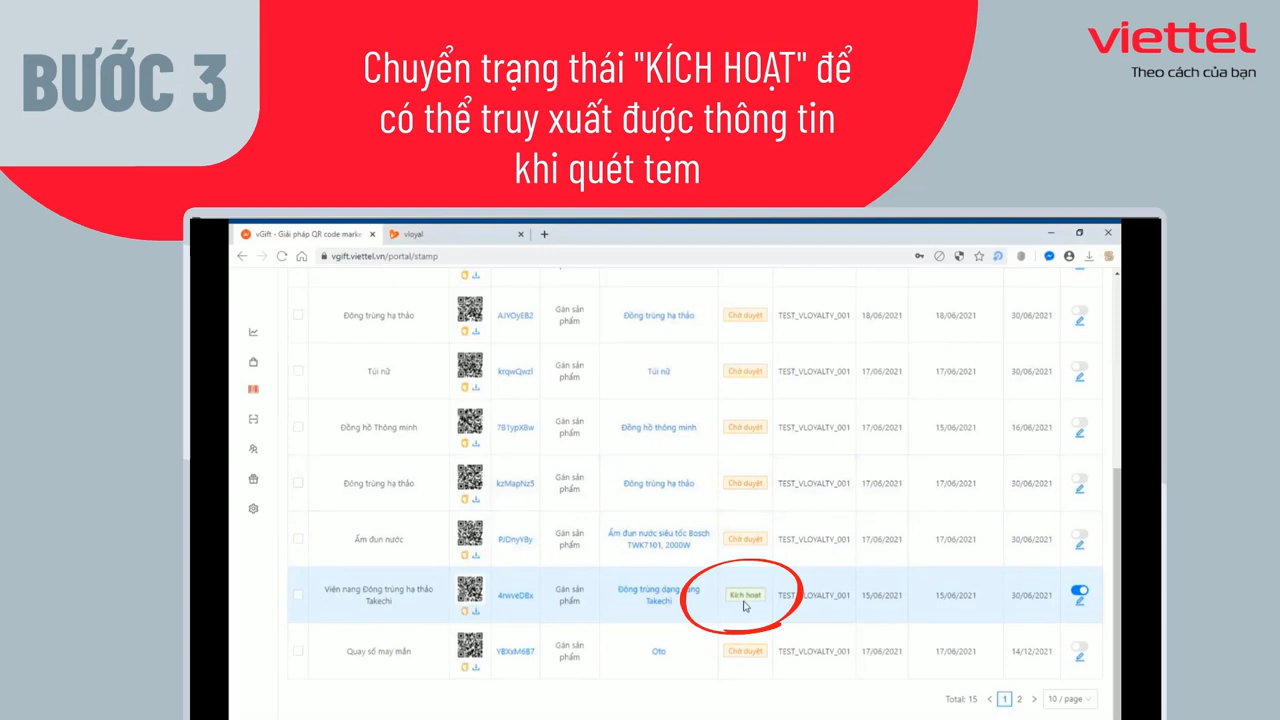 BƯỚC 3
Chuyển trạng thái "KÍCH HOẠT" để
có thể truy xuất được thông tin
khi quét tem
viettel
Theo cách của bạn
vGift - Giải pháp QR code marke
vloyal
vgift.viettel.vn/portal/stamp
Đông trùng hạ thảo AJYOyEB2 Gán sản phẩm Đông trùng hạ thảo Chờ duyệt TEST_VLOYALTY_001 18/06/2021 18/06/2021 30/06/2021
Túi nữ krqwQwzl Gán sản phẩm Túi nữ Chờ duyệt TEST_VLOYALTY_001 17/06/2021 17/06/2021 30/06/2021
Đồng hồ Thông minh 7B1ypXBw Gán sản phẩm Đồng hồ thông minh Chờ duyệt TEST_VLOYALTY_001 17/06/2021 15/06/2021 16/06/2021
Đông trùng hạ thảo kzMapNz5 Gán sản phẩm Đông trùng hạ thảo Chờ duyệt TEST_VLOYALTY_001 17/06/2021 17/06/2021 30/06/2021
Ấm đun nước PJDnyYBy Gán sản phẩm Ấm đun nước siêu tốc Bosch TWK7101, 2000W Chờ duyệt TEST_VLOYALTY_001 17/06/2021 17/06/2021 30/06/2021
Viên nang Đông trùng hạ thảo Takechi 4rwveDBx Gán sản phẩm Đông trùng dạng nang Takechi Kích hoạt TEST_VLOYALTY_001 15/06/2021 15/06/2021 30/06/2021
Quay số may mắn YBXxM6B7 Gán sản phẩm Oto Chờ duyệt TEST_VLOYALTY_001 17/06/2021 17/06/2021 14/12/2021
Total: 15 < 1 2 > 10 / page